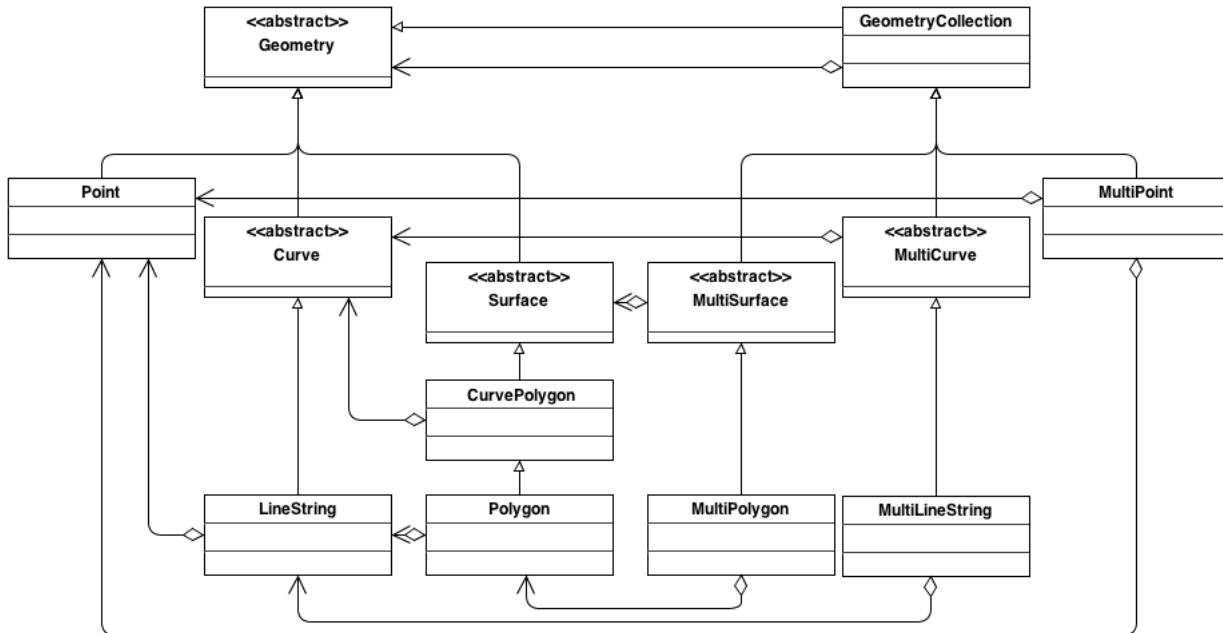 <<abstract>>
Geometry
GeometryCollection
Point
MultiPoint
<<abstract>>
Curve
<<abstract>>
MultiCurve
<<abstract>>
Surface
<<abstract>>
MultiSurface
CurvePolygon
LineString
Polygon
MultiPolygon
MultiLineString